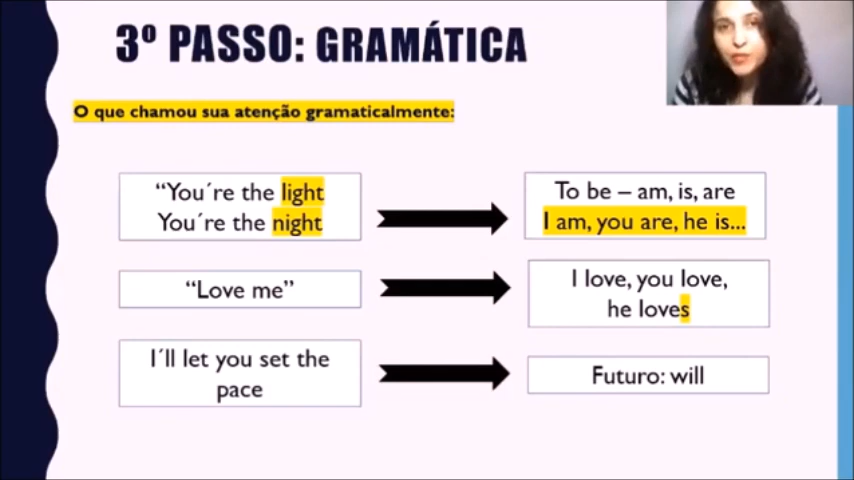 3º PASSO: GRAMÁTICA
O que chamou sua atenção gramaticalmente:
“You´re the light
You´re the night
To be – am, is, are
I am, you are, he is...
“Love me”
I love, you love,
he loves
I´ll let you set the
pace
Futuro: will